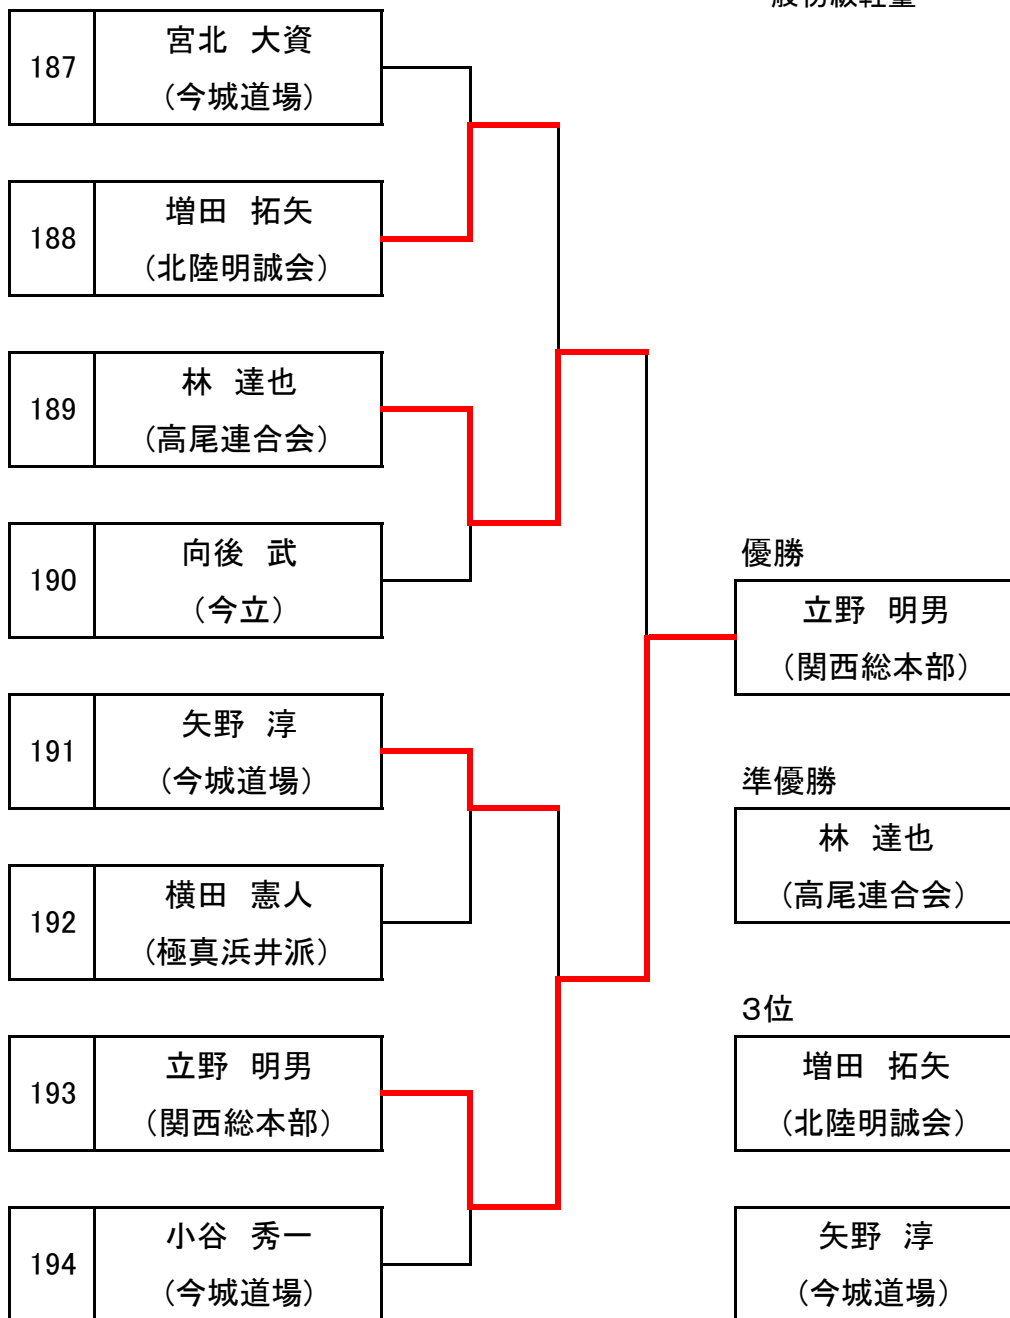 般初級軽量
187
宮北　大資
(今城道場)
188
増田　拓矢
(北陸明誠会)
189
林　達也
(高尾連合会)
190
向後　武
(今立)
191
矢野　淳
(今城道場)
192
横田　憲人
(極真浜井派)
193
立野　明男
(関西総本部)
194
小谷　秀一
(今城道場)
優勝
立野　明男
(関西総本部)
準優勝
林　達也
(高尾連合会)
3位
増田　拓矢
(北陸明誠会)
矢野　淳
(今城道場)